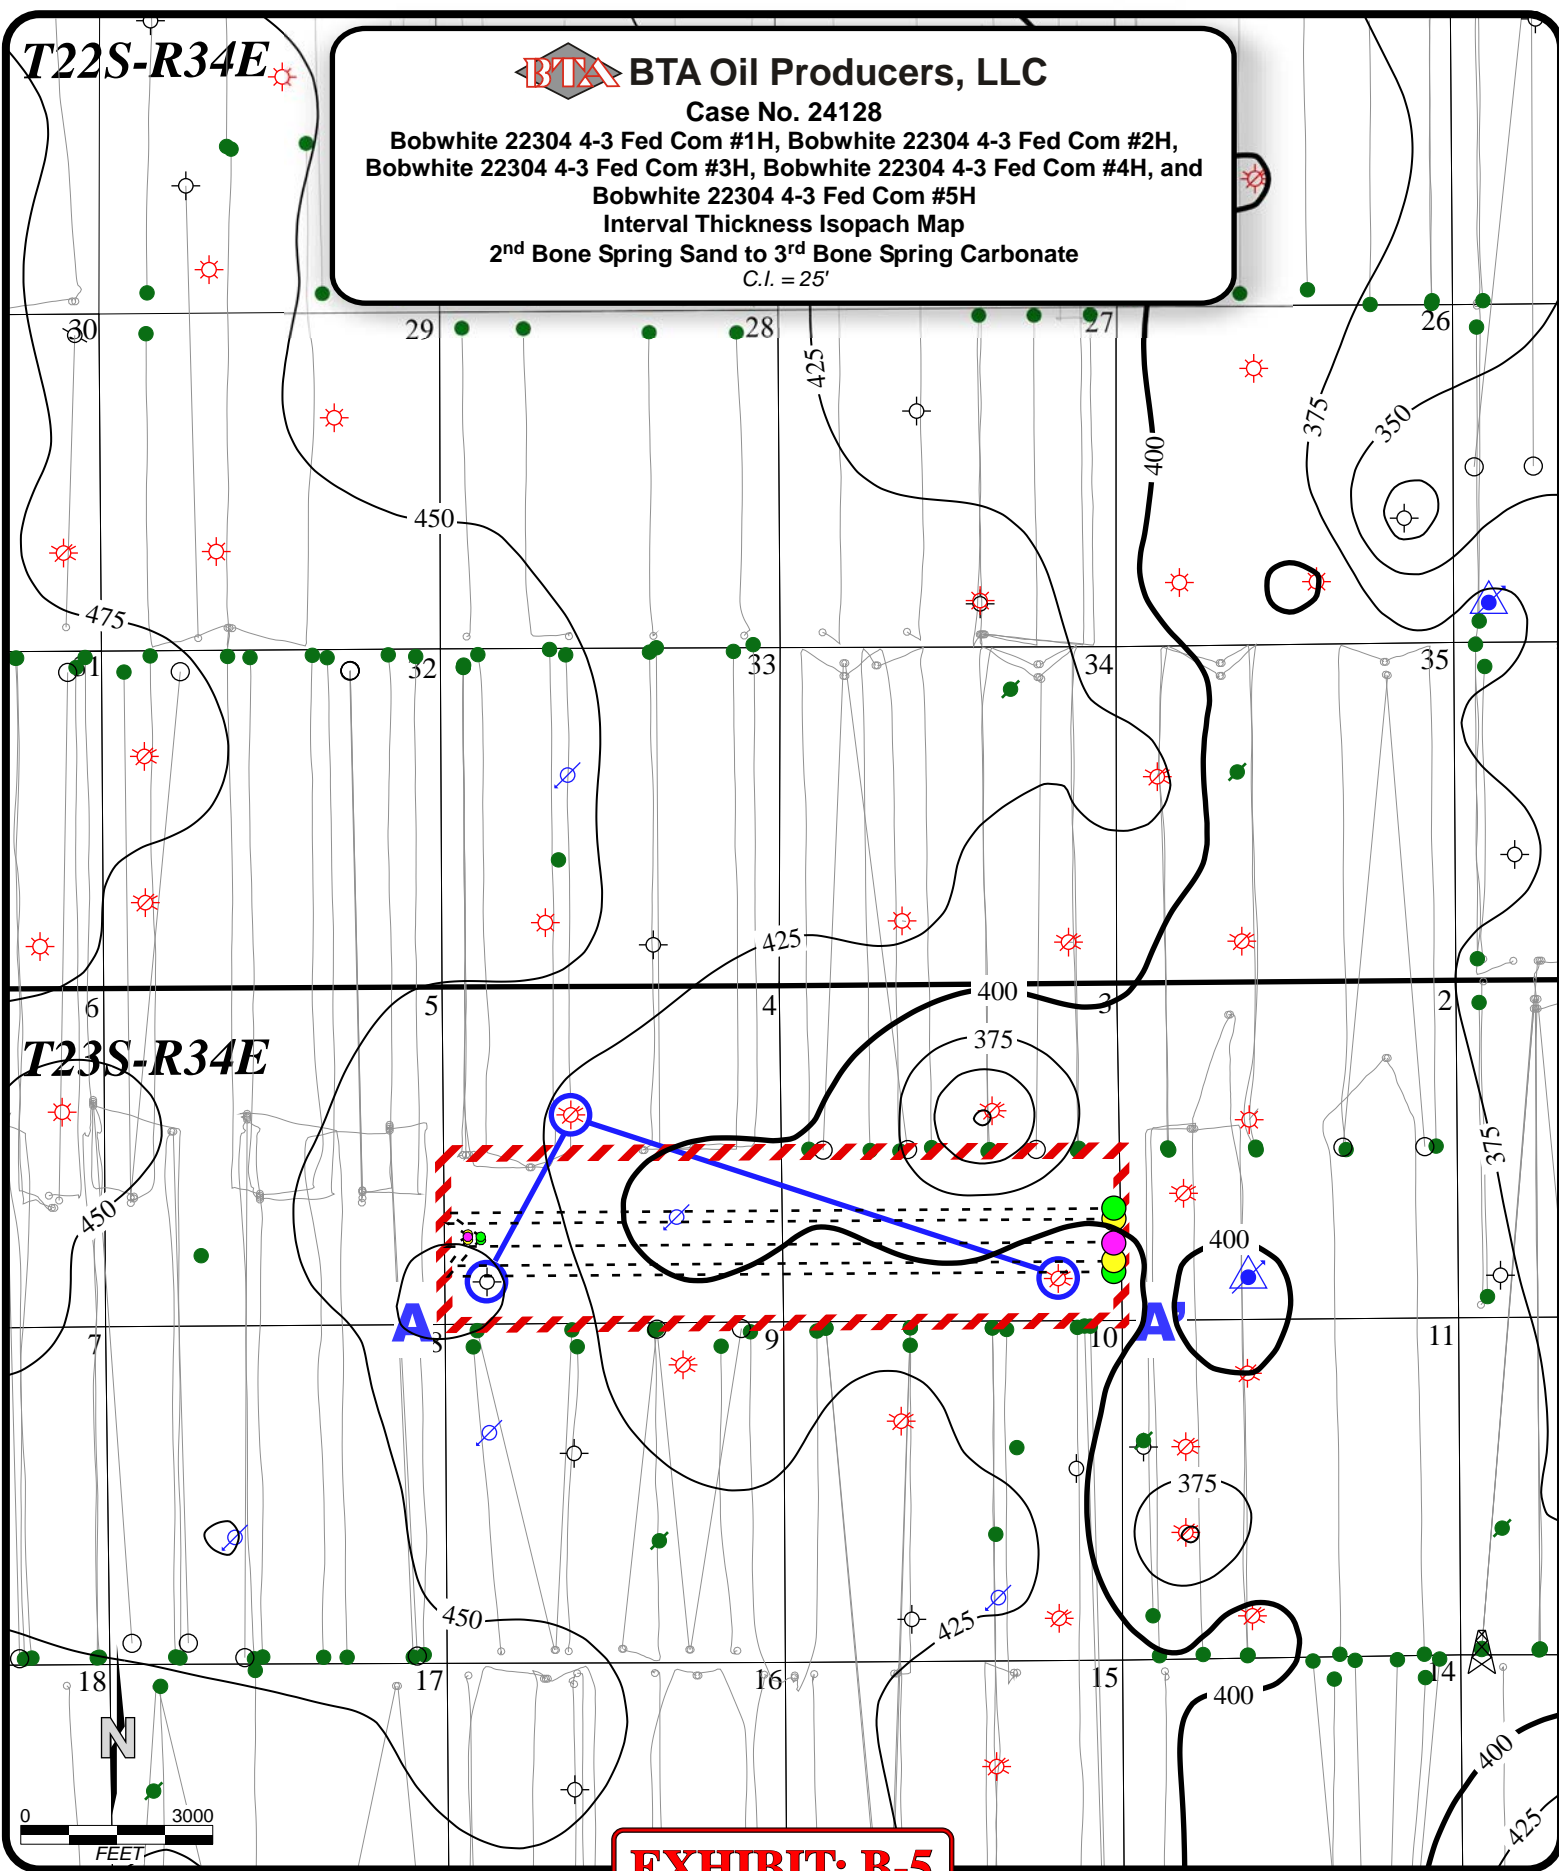 T22S-R34E
BTA BTA Oil Producers, LLC
Case No. 24128
Bobwhite 22304 4-3 Fed Com #1H, Bobwhite 22304 4-3 Fed Com #2H,
Bobwhite 22304 4-3 Fed Com #3H, Bobwhite 22304 4-3 Fed Com #4H, and
Bobwhite 22304 4-3 Fed Com #5H
Interval Thickness Isopach Map
2nd Bone Spring Sand to 3rd Bone Spring Carbonate
C.I. = 25'
30 29 28 27 26
425
375
350
400
450
475
31 32 33 34 35
425
400
6 5 4 3 2
375
T23S-R34E
375
450
400
A A'
7 9 10 11
375
450
425
18 17 16 15 14
400
N
400
425
0 3000
FEET
EXHIBIT: B-5